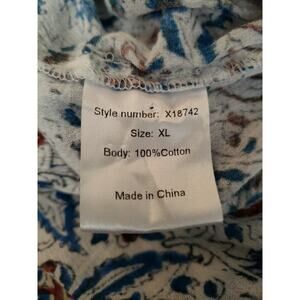 Style number: X18742
Size: XL
Body: 100%Cotton
Made in China